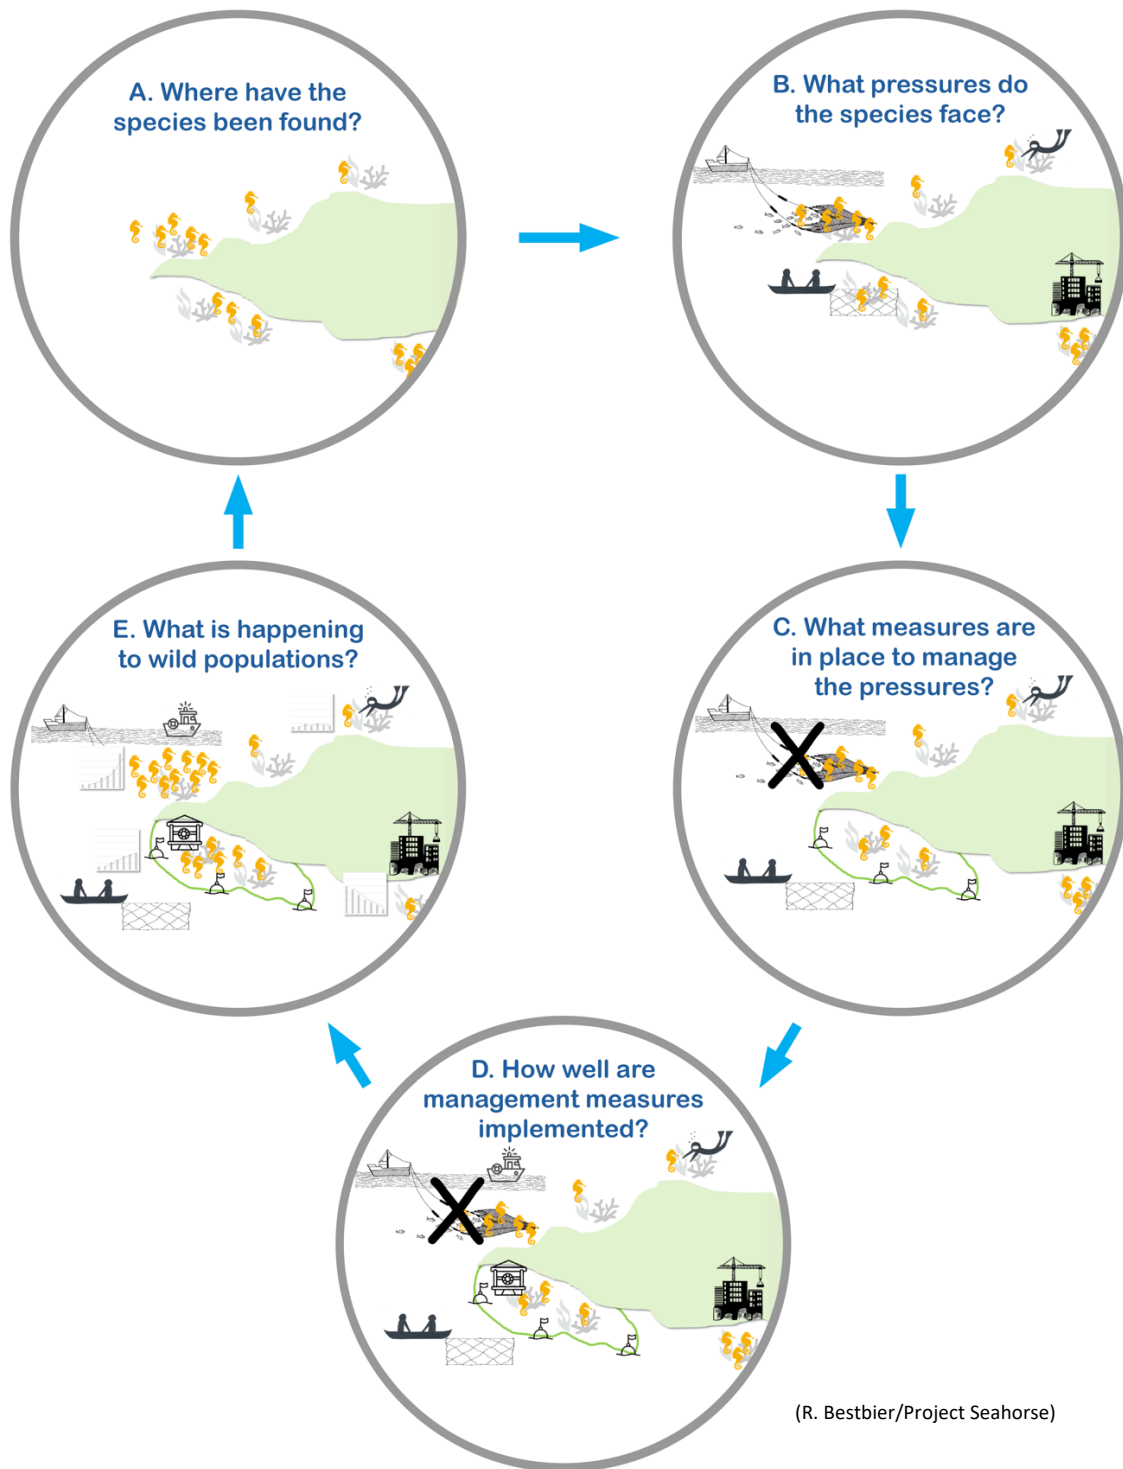 A. Where have the
species been found?
B. What pressures do
the species face?
C. What measures are
in place to manage
the pressures?
D. How well are
management measures
implemented?
E. What is happening
to wild populations?
(R. Bestbier/Project Seahorse)